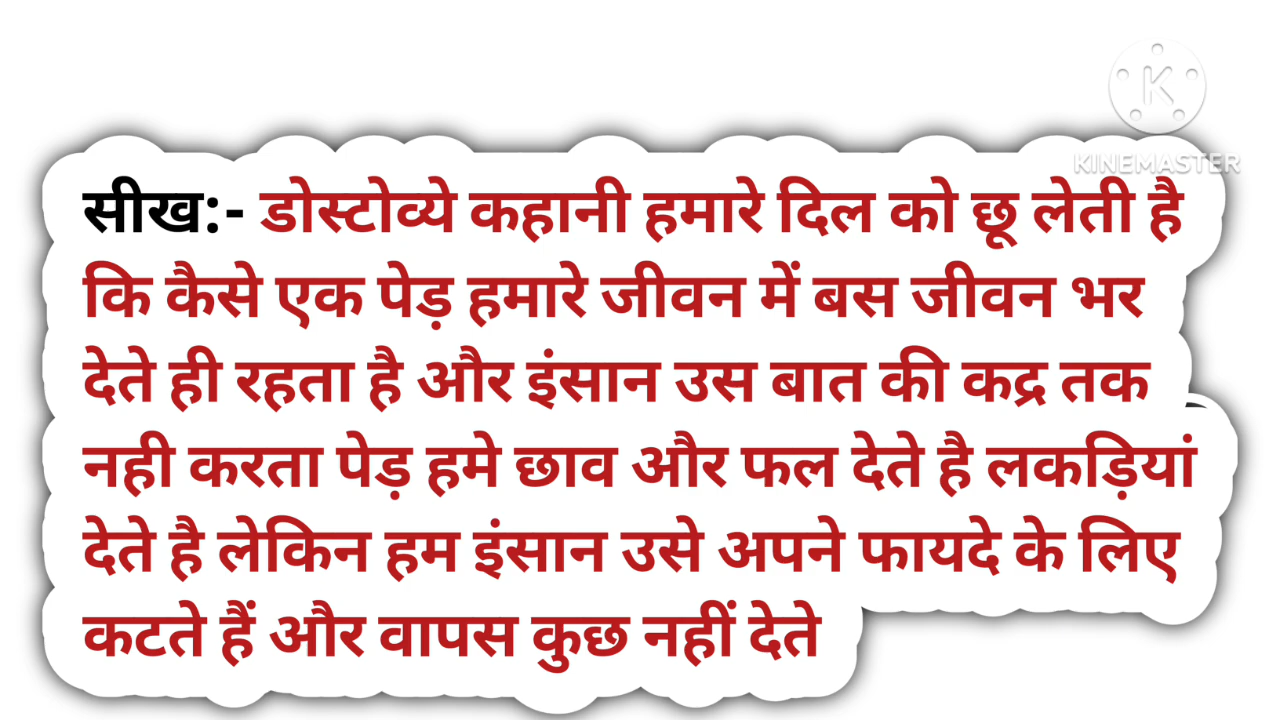 KINEMASTER
सीख:- डोस्टोव्ये कहानी हमारे दिल को छू लेती है
कि कैसे एक पेड़ हमारे जीवन में बस जीवन भर
देते ही रहता है और इंसान उस बात की कद्र तक
नही करता पेड़ हमे छाव और फल देते है लकड़ियां
देते है लेकिन हम इंसान उसे अपने फायदे के लिए
कटते हैं और वापस कुछ नहीं देते